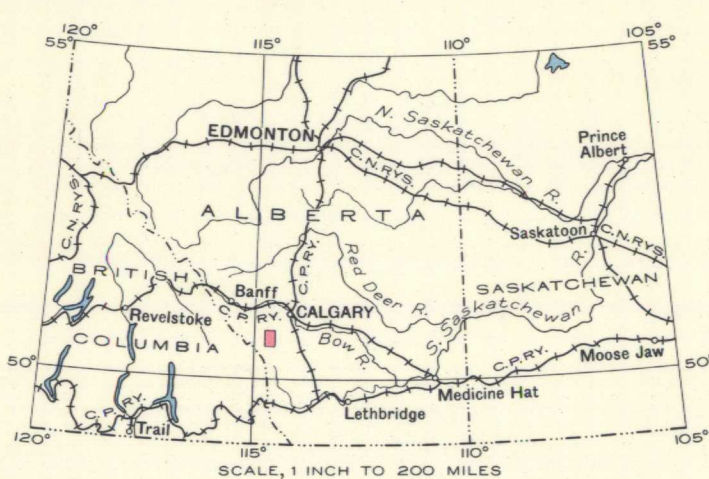 120°
115°
110°
105°
55°
55°
N. Saskatchewan R.
EDMONTON
Prince
Albert
C.N.RYS.
C.N.RYS.
ALBERTA
Saskatoon
C.N.RYS.
C.P.RY.
Red Deer R.
BRITISH
SASKATCHEWAN
Banff
C.P.RY.
CALGARY
S. Saskatchewan R.
Revelstoke
COLUMBIA
Bow R.
C.P.RY.
Moose Jaw
50°
50°
Medicine Hat
C.P.RY.
Lethbridge
Trail
120°
115°
110°
105°
SCALE, 1 INCH TO 200 MILES